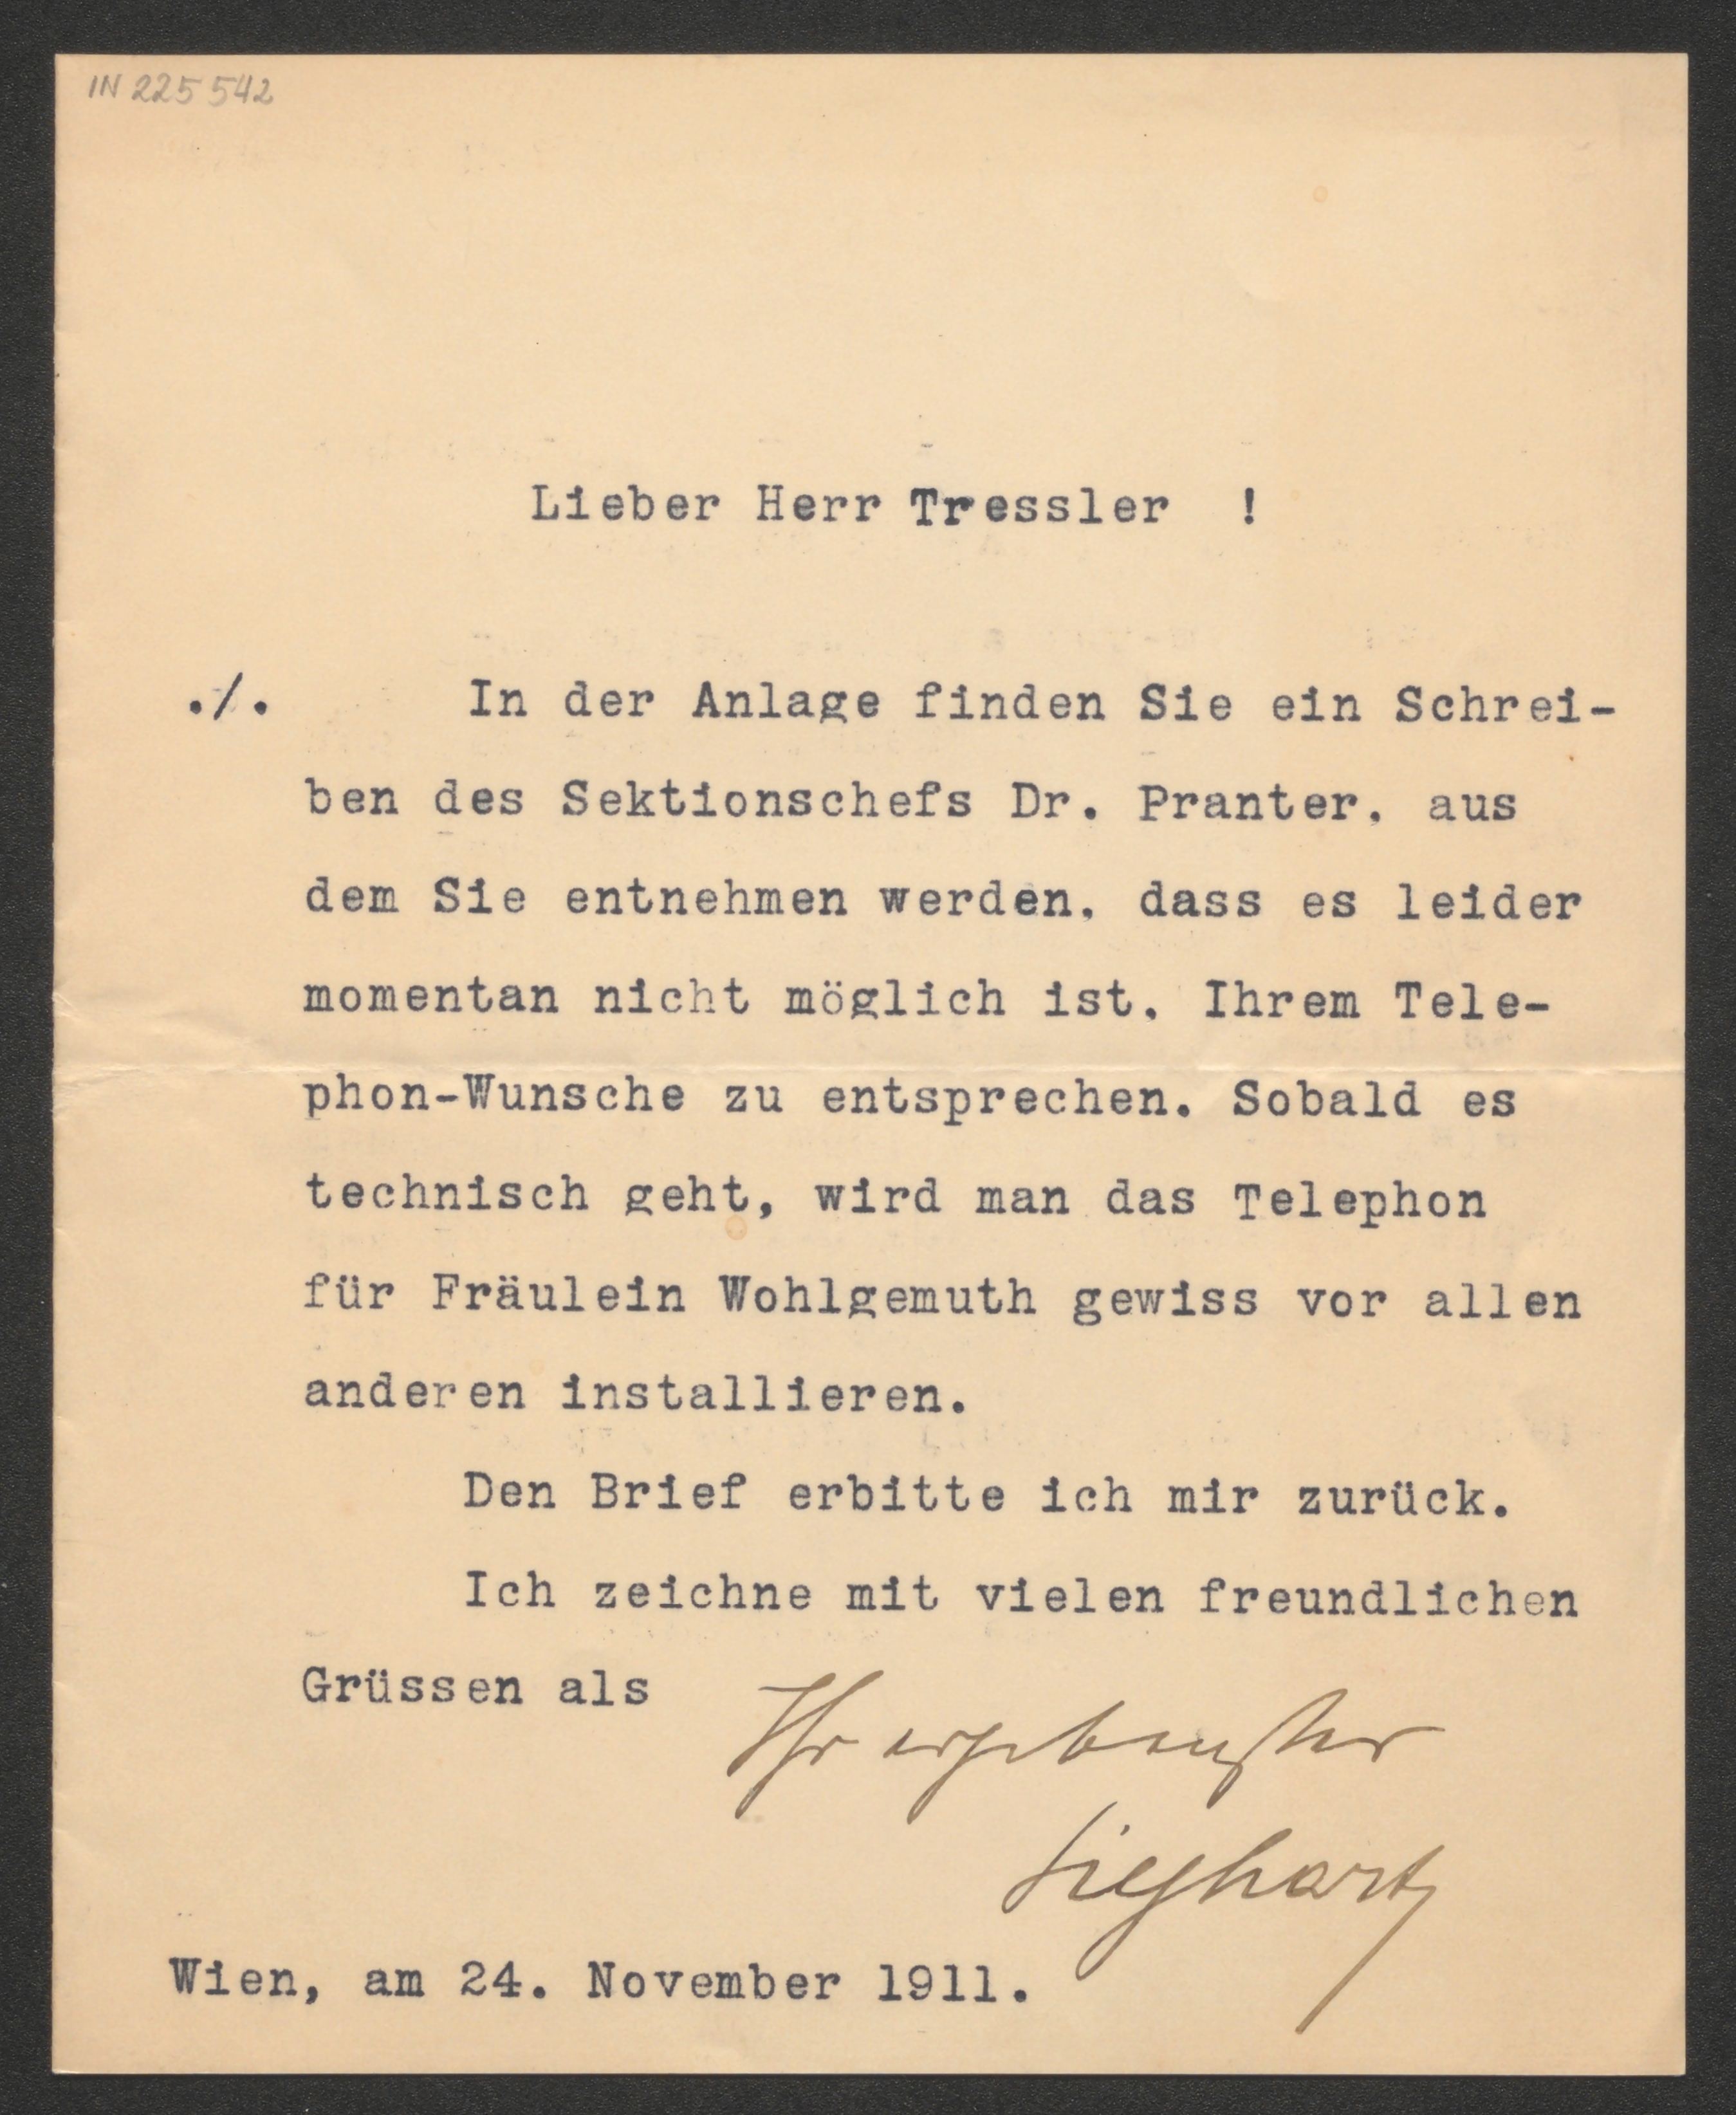 IN 225 542
Lieber Herr Tressler !
./. In der Anlage finden Sie ein Schrei-
ben des Sektionschefs Dr. Pranter, aus
dem Sie entnehmen werden, dass es leider
momentan nicht möglich ist, Ihrem Tele-
phon-Wunsche zu entsprechen. Sobald es
technisch geht, wird man das Telephon
für Fräulein Wohlgemuth gewiss vor allen
anderen installieren.
Den Brief erbitte ich mir zurück.
Ich zeichne mit vielen freundlichen
Grüssen als
Ihr ergebenster
Sieghart
Wien, am 24. November 1911.